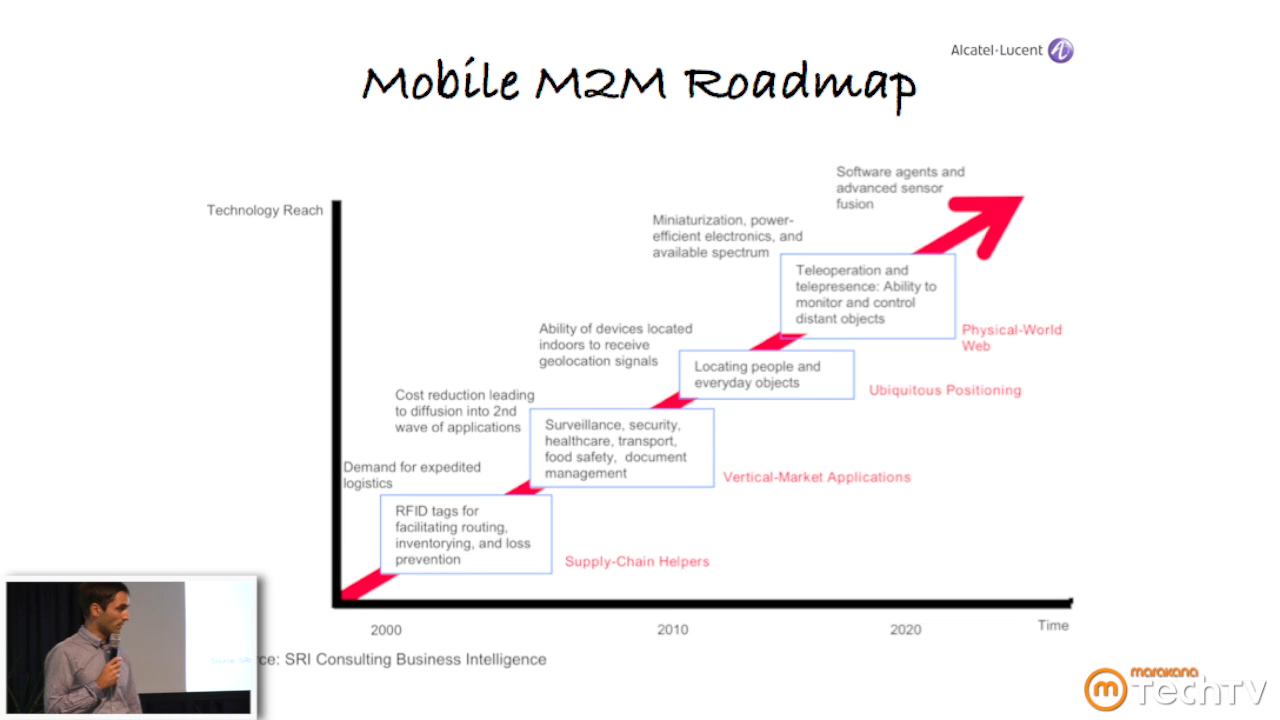 Alcatel·Lucent
Mobile M2M Roadmap
Technology Reach
Software agents and
advanced sensor
fusion
Miniaturization, power-
efficient electronics, and
available spectrum
Teleoperation and
telepresence: Ability to
monitor and control
distant objects
Physical-World
Web
Ability of devices located
indoors to receive
geolocation signals
Locating people and
everyday objects
Ubiquitous Positioning
Cost reduction leading
to diffusion into 2nd
wave of applications
Surveillance, security,
healthcare, transport,
food safety, document
management
Vertical-Market Applications
Demand for expedited
logistics
RFID tags for
facilitating routing,
inventorying, and loss
prevention
Supply-Chain Helpers
2000
2010
2020
Time
ce: SRI Consulting Business Intelligence
marakana
TechTV